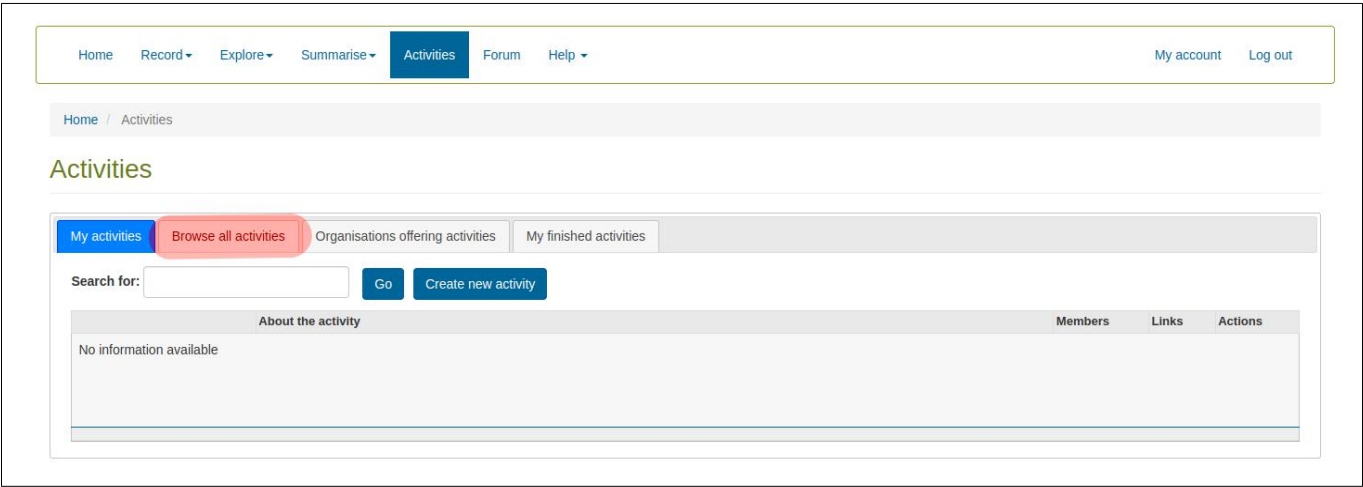 Home Record Explore Summarise Activities Forum Help My account Log out
Home / Activities
Activities
My activities Browse all activities Organisations offering activities My finished activities
Search for: Go Create new activity
About the activity Members Links Actions
No information available